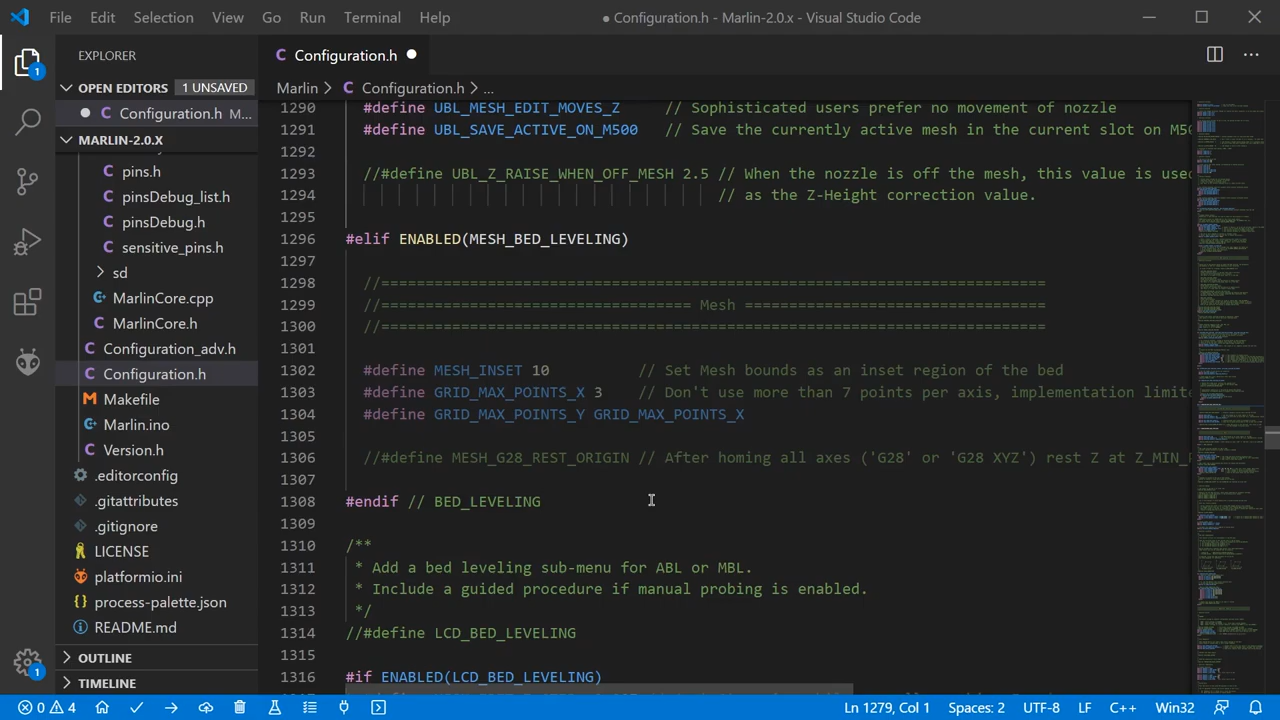 File Edit Selection View Go Run Terminal Help ● Configuration.h - Marlin-2.0.x - Visual Studio Code
EXPLORER
OPEN EDITORS 1 UNSAVED
Configuration.h M...
MARLIN-2.0.X
pins.h
pinsDebug_list.h
pinsDebug.h
sensitive_pins.h
sd
MarlinCore.cpp
MarlinCore.h
Configuration_adv.h
Configuration.h
Makefile
Marlin.ino
Version.h
.editorconfig
.gitattributes
.gitignore
LICENSE
platformio.ini
process-palette.json
README.md
OUTLINE
TIMELINE
1
1
C Configuration.h
Marlin > C Configuration.h > ...
1290 #define UBL_MESH_EDIT_MOVES_Z // Sophisticated users prefer no movement of nozzle
1291 #define UBL_SAVE_ACTIVE_ON_M500 // Save the currently active mesh in the current slot on M50
1292
1293 //#define UBL_Z_RAISE_WHEN_OFF_MESH 2.5 // When the nozzle is off the mesh, this value is used
1294 // as the Z-Height correction value.
1295
1296 #elif ENABLED(MESH_BED_LEVELING)
1297
1298 //===========================================================================
1299 //=================================== Mesh ==================================
1300 //===========================================================================
1301
1302 #define MESH_INSET 10 // Set Mesh bounds as an inset region of the bed
1303 #define GRID_MAX_POINTS_X 3 // Don't use more than 7 points per axis, implementation limite
1304 #define GRID_MAX_POINTS_Y GRID_MAX_POINTS_X
1305
1306 //#define MESH_G28_REST_ORIGIN // After homing all axes ('G28' or 'G28 XYZ') rest Z at Z_MIN_
1307
1308 #endif // BED_LEVELING
1309
1310 /**
1311 * Add a bed leveling sub-menu for ABL or MBL.
1312 * Include a guided procedure if manual probing is enabled.
1313 */
1314 //#define LCD_BED_LEVELING
1315
1316 #if ENABLED(LCD_BED_LEVELING)
0 4 Ln 1279, Col 1 Spaces: 2 UTF-8 LF C++ Win32